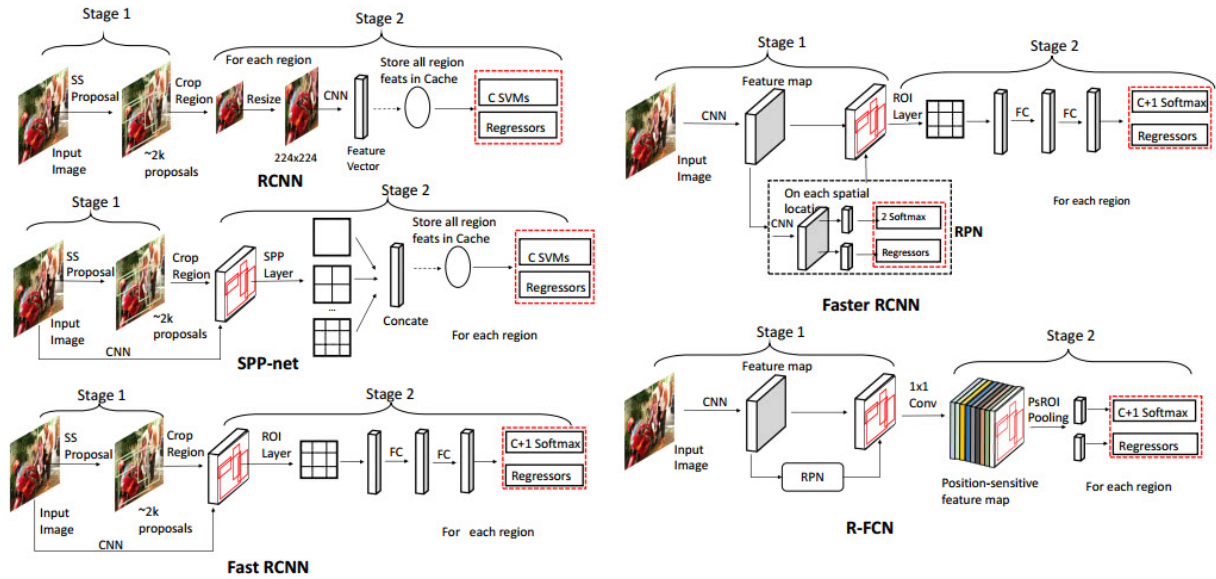 Stage 1
Stage 2
SS
Proposal
Crop
Region
For each region
Resize
CNN
Store all region
feats in Cache
C SVMs
Regressors
Input
Image
~2k
proposals
224x224
Feature
Vector
RCNN
Stage 1
Stage 2
SS
Proposal
Crop
Region
SPP
Layer
...
Store all region
feats in Cache
C SVMs
Regressors
Input
Image
~2k
proposals
CNN
Concate
For each region
SPP-net
Stage 1
Stage 2
SS
Proposal
Crop
Region
ROI
Layer
FC
FC
C+1 Softmax
Regressors
Input
Image
~2k
proposals
CNN
For each region
Fast RCNN
Stage 1
Stage 2
Feature map
CNN
ROI
Layer
FC
FC
C+1 Softmax
Regressors
Input
Image
On each spatial
location
CNN
2 Softmax
Regressors
RPN
For each region
Faster RCNN
Stage 1
Stage 2
Feature map
CNN
1x1
Conv
PsROI
Pooling
C+1 Softmax
Regressors
Input
Image
RPN
Position-sensitive
feature map
For each region
R-FCN